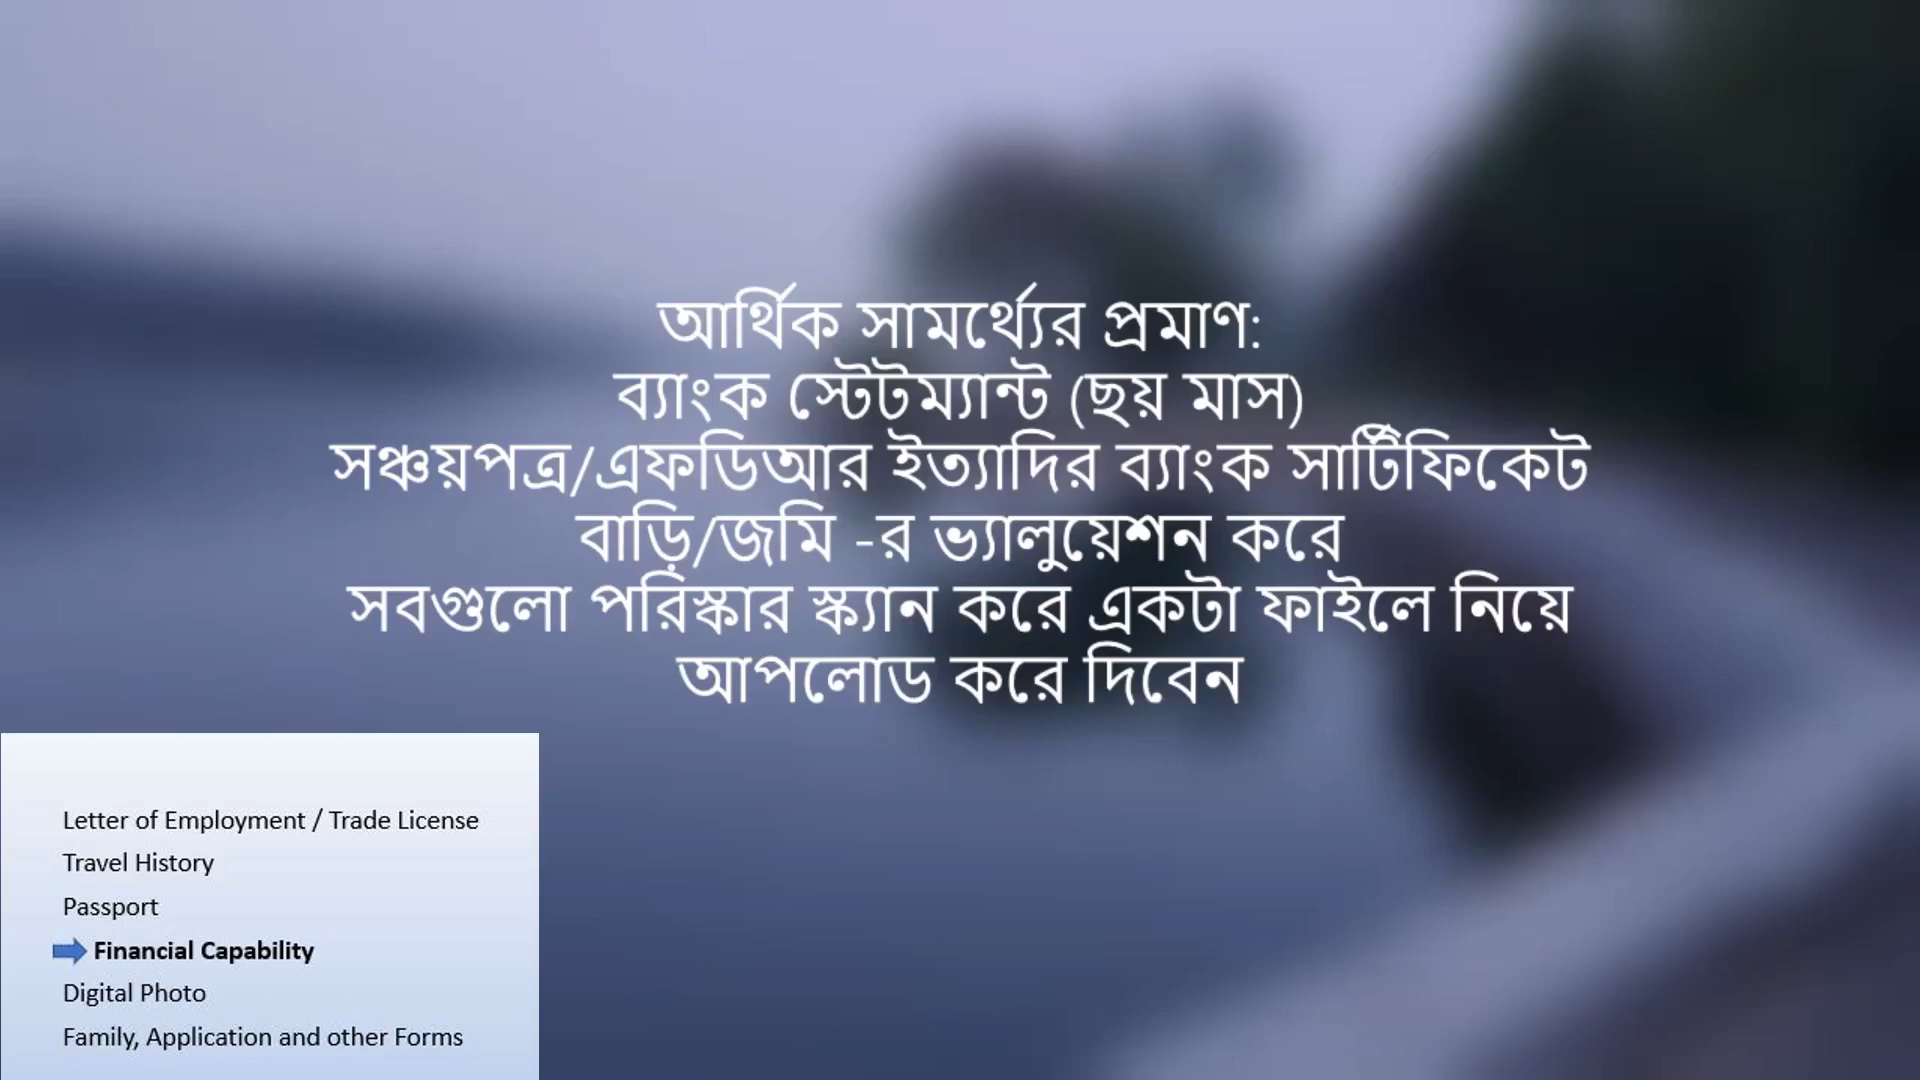 আর্থিক সামর্থ্যের প্রমাণ:
ব্যাংক স্টেটম্যান্ট (ছয় মাস)
সঞ্চয়পত্র/এফডিআর ইত্যাদির ব্যাংক সার্টিফিকেট
বাড়ি/জমি -র ভ্যালুয়েশন করে
সবগুলো পরিস্কার স্ক্যান করে একটা ফাইলে নিয়ে
আপলোড করে দিবেন
Letter of Employment / Trade License
Travel History
Passport
Financial Capability
Digital Photo
Family, Application and other Forms